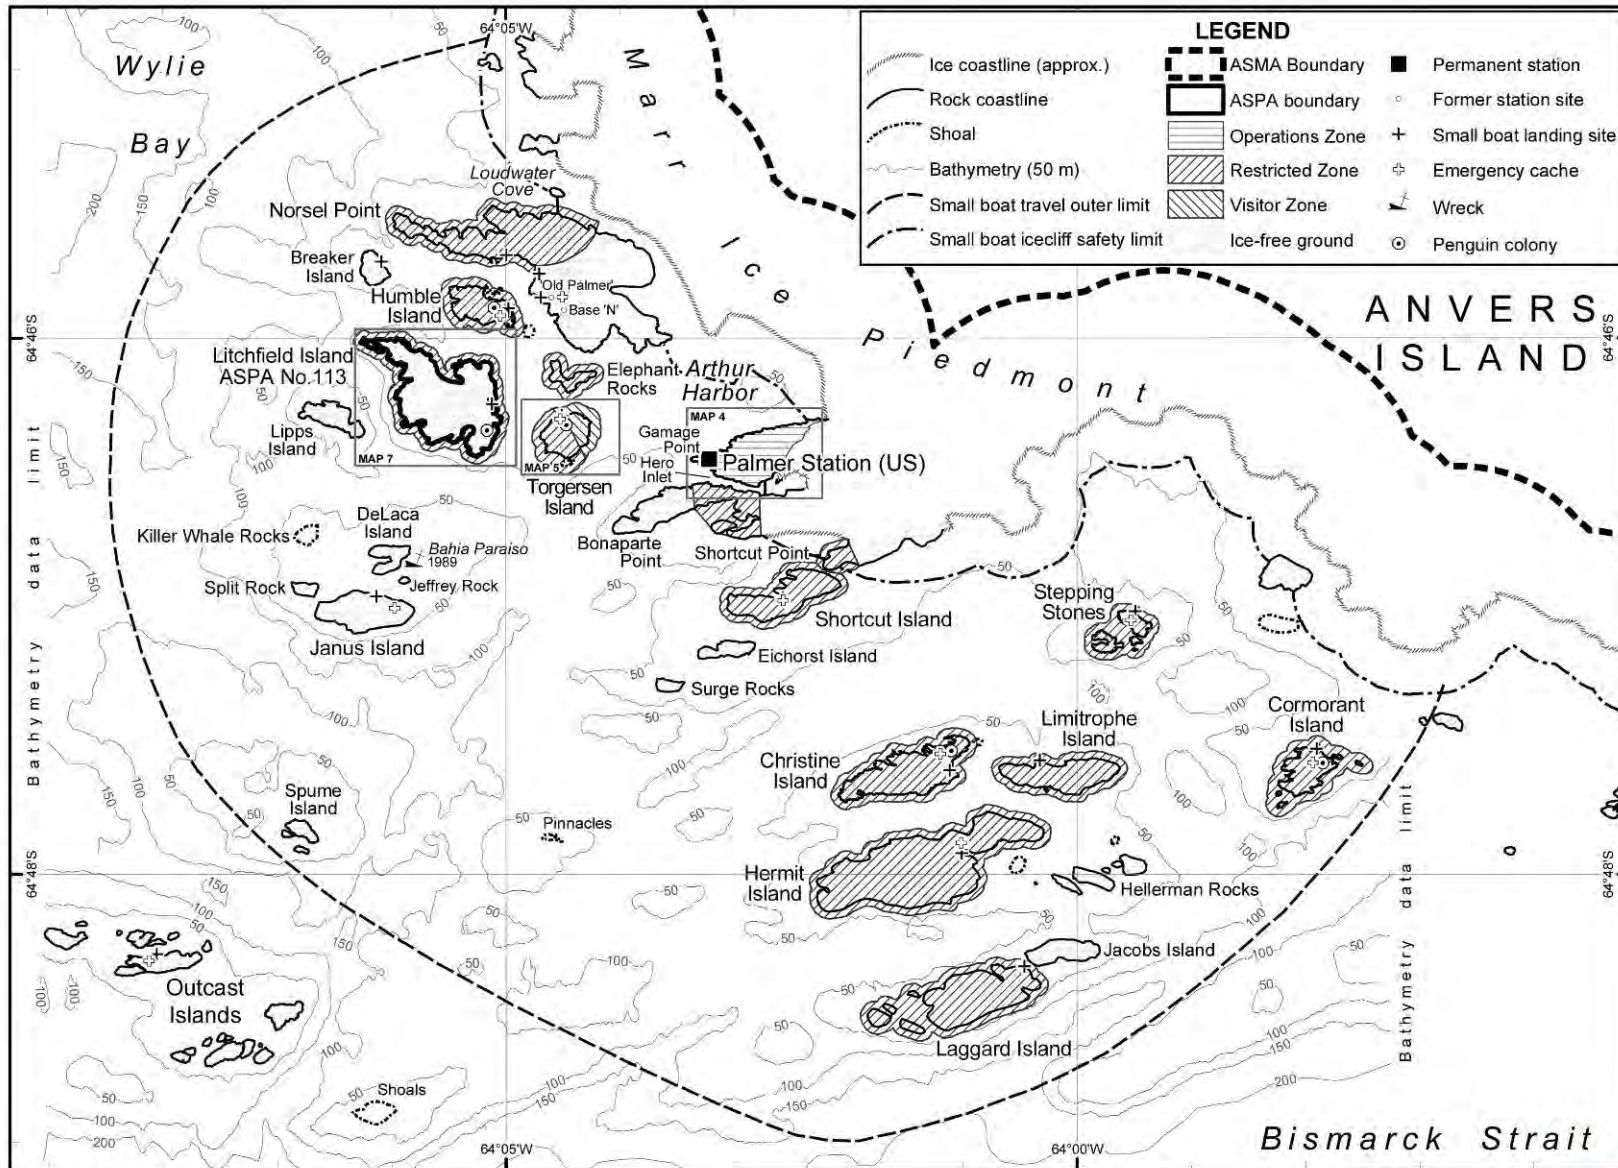 64°05'W
LEGEND
Ice coastline (approx.)
Rock coastline
Shoal
Bathymetry (50 m)
Small boat travel outer limit
Small boat icecliff safety limit
ASMA Boundary
ASPA boundary
Operations Zone
Restricted Zone
Visitor Zone
Ice-free ground
Permanent station
Former station site
Small boat landing site
Emergency cache
Wreck
Penguin colony
Wylie
Bay
Marr Ice Piedmont
ANVERS
ISLAND
Loudwater
Cove
Norsel Point
Breaker
Island
Humble
Island
'Old Palmer'
Base 'N'
64°46'S
64°46'S
Litchfield Island
ASPA No.113
Lipps
Island
MAP 7
Elephant
Rocks
Arthur
Harbor
MAP 4
MAP 5
Torgersen
Island
Gamage
Point
Palmer Station (US)
Hero
Inlet
Bonaparte
Point
Shortcut Point
Shortcut Island
Killer Whale Rocks
DeLaca
Island
Bahia Paraiso
1989
Split Rock
Jeffrey Rock
Janus Island
Eichorst Island
Surge Rocks
Stepping
Stones
Cormorant
Island
Limitrophe
Island
Christine
Island
Spume
Island
Pinnacles
Hermit
Island
Hellerman Rocks
64°48'S
64°48'S
Jacobs Island
Laggard Island
Outcast
Islands
Shoals
Bathymetry data limit
Bathymetry data limit
64°05'W
64°00'W
Bismarck Strait